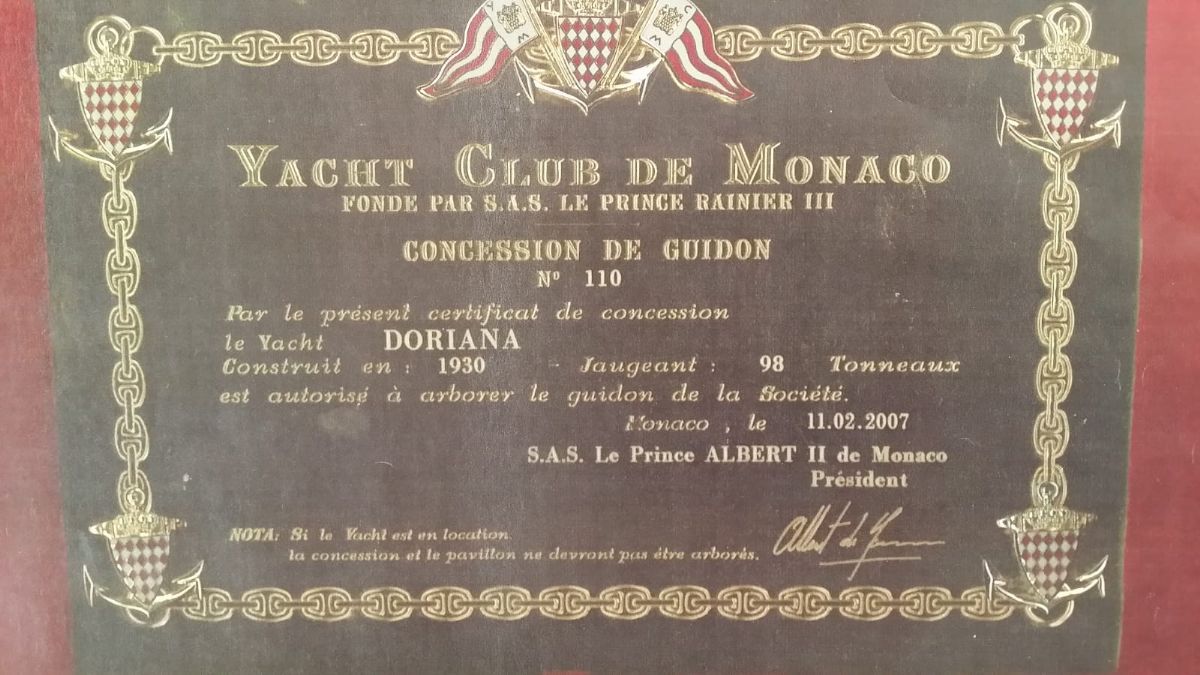 YACHT CLUB DE MONACO
FONDE PAR S.A.S. LE PRINCE RAINIER III
CONCESSION DE GUIDON
Nº 110
Par le présent certificat de concession
le Yacht DORIANA
Construit en : 1930 - Jaugeant : 98 Tonneaux
est autorisé à arborer le guidon de la Société.
Monaco , le 11.02.2007
S.A.S. Le Prince ALBERT II de Monaco
Président
NOTA: Si le Yacht est en location.
la concession et le pavillon ne devront pas être arborés.